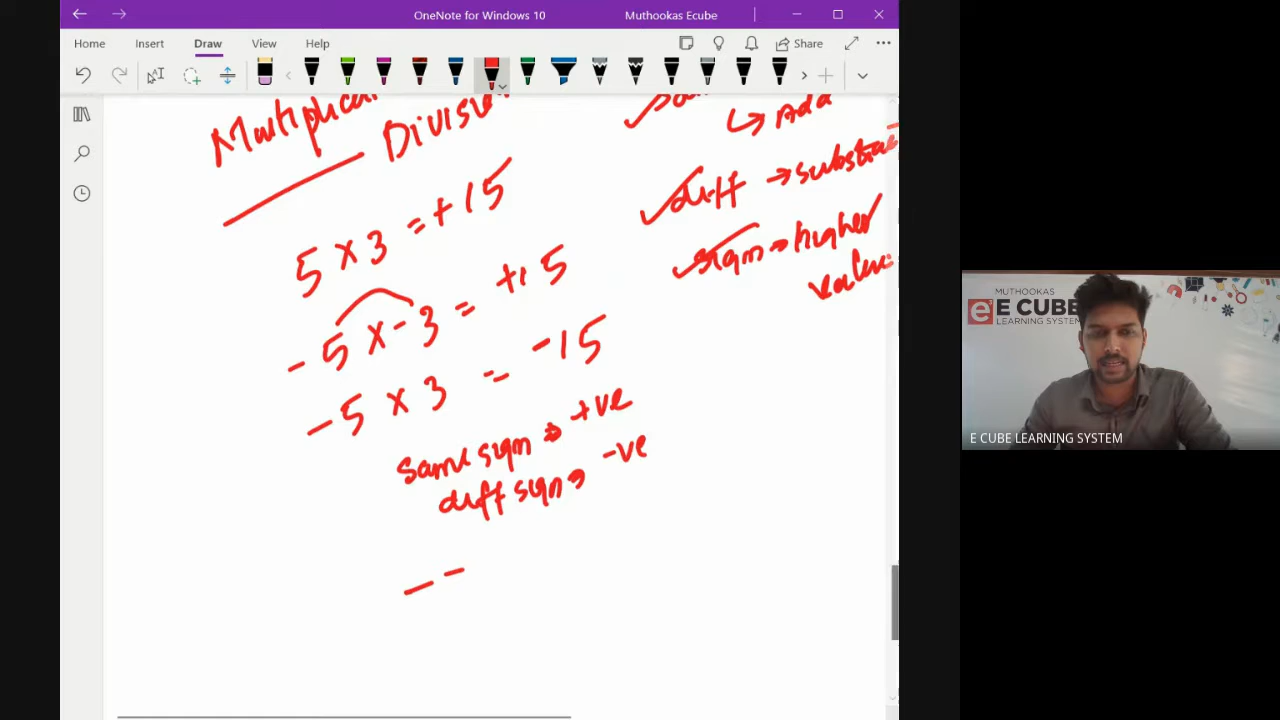 OneNote for Windows 10
Muthookas Ecube
Home Insert Draw View Help
Share
Division
5 x 3 = +15
-5 x -3 = +15
-5 x 3 = -15
same sign → +ve
diff sign → -ve
- -
↳ Add
diff →
sign → higher
value
MUTHOOKAS
e E CUBE
LEARNING SYSTEM
E CUBE LEARNING SYSTEM